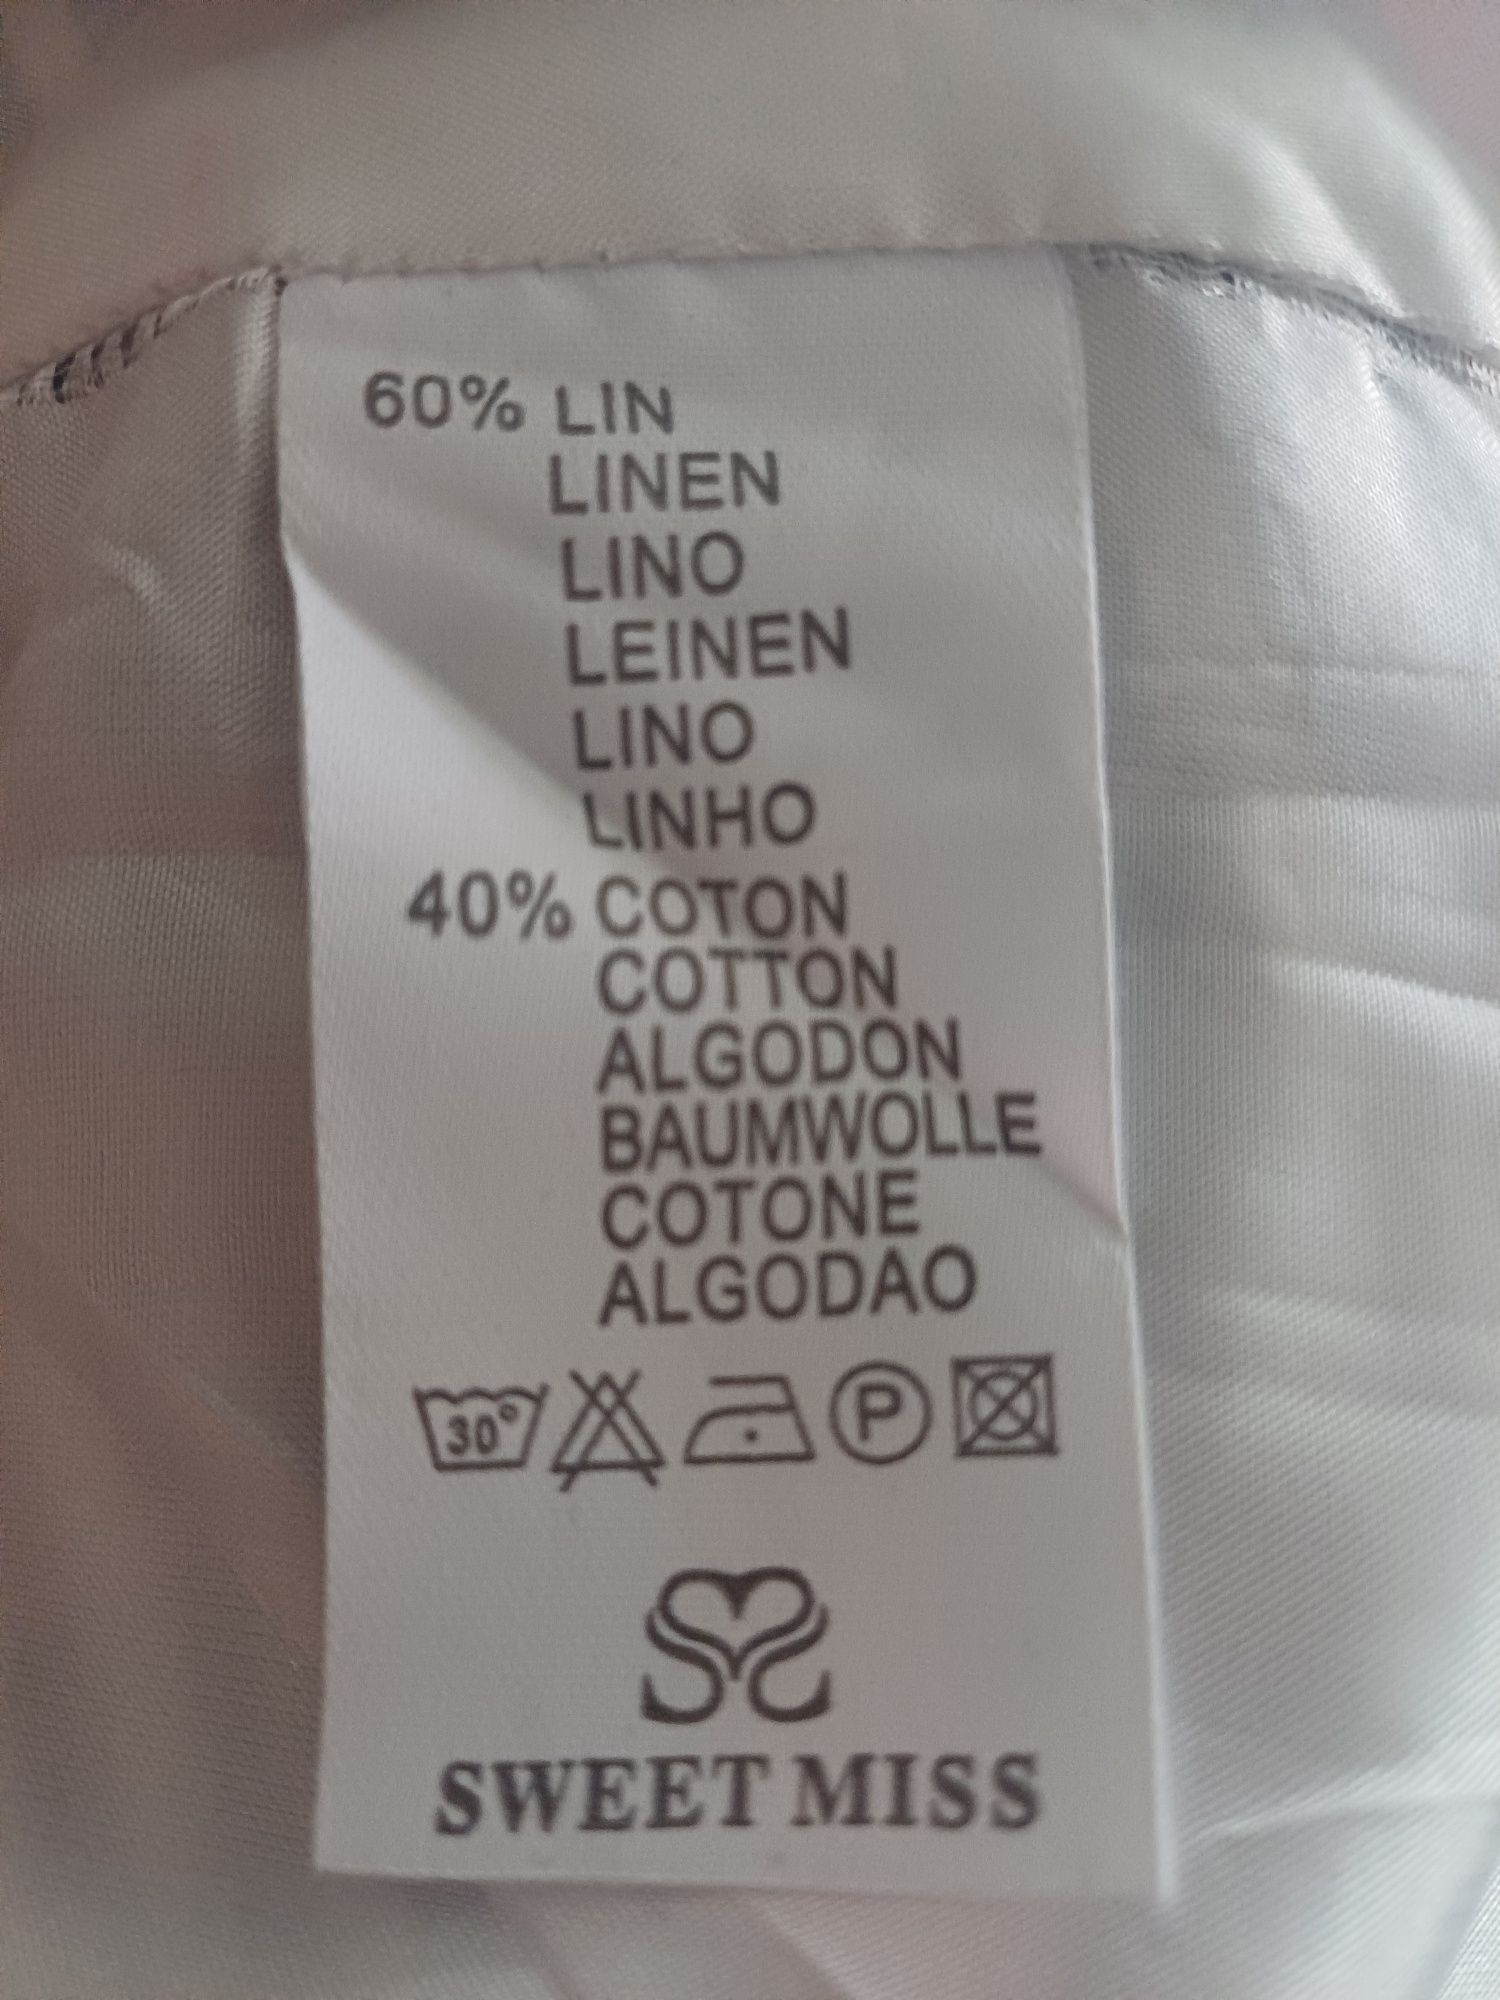 60% LIN
LINEN
LINO
LEINEN
LINO
LINHO
40% COTON
COTTON
ALGODON
BAUMWOLLE
COTONE
ALGODAO
30° P
SWEET MISS